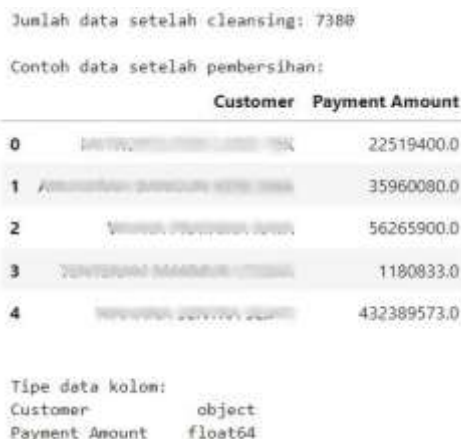 Jumlah data setelah cleansing: 7380
Contoh data setelah pembersihan:
Customer Payment Amount
0 22519400.0
1 35960080.0
2 56265900.0
3 1180833.0
4 432389573.0
Tipe data kolom:
Customer object
Payment Amount float64